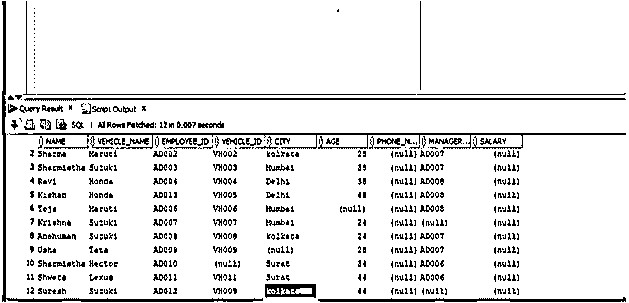 Query Result × Script Output ×
SQL | All Rows Fetched: 12 in 0.007 seconds
NAME VEHICLE_NAME EMPLOYEE_ID VEHICLE_ID CITY AGE PHONE_N... MANAGER... SALARY
2 Sharma Maruti AD002 VH002 kolkata 25 (null) AD007 (null)
3 Sharmistha Suzuki AD003 VH003 Mumbai 35 (null) AD007 (null)
4 Ravi Honda AD004 VH004 Delhi 38 (null) AD008 (null)
5 Kishan Honda AD013 VH005 Delhi 48 (null) AD008 (null)
6 Teja Maruti AD006 VH006 Mumbai (null) (null) AD008 (null)
7 Krishna Suzuki AD007 VH007 Mumbai 24 (null) (null) (null)
8 Anshuman Suzuki AD008 VH008 kolkata 24 (null) AD007 (null)
9 Usha Tata AD009 VH009 (null) 28 (null) AD007 (null)
10 Sharmistha Hector AD010 (null) Surat 34 (null) AD006 (null)
11 Shweta Lexus AD011 VH011 Surat 44 (null) AD006 (null)
12 Suresh Suzuki AD012 VH009 kolkata 44 (null) (null) (null)